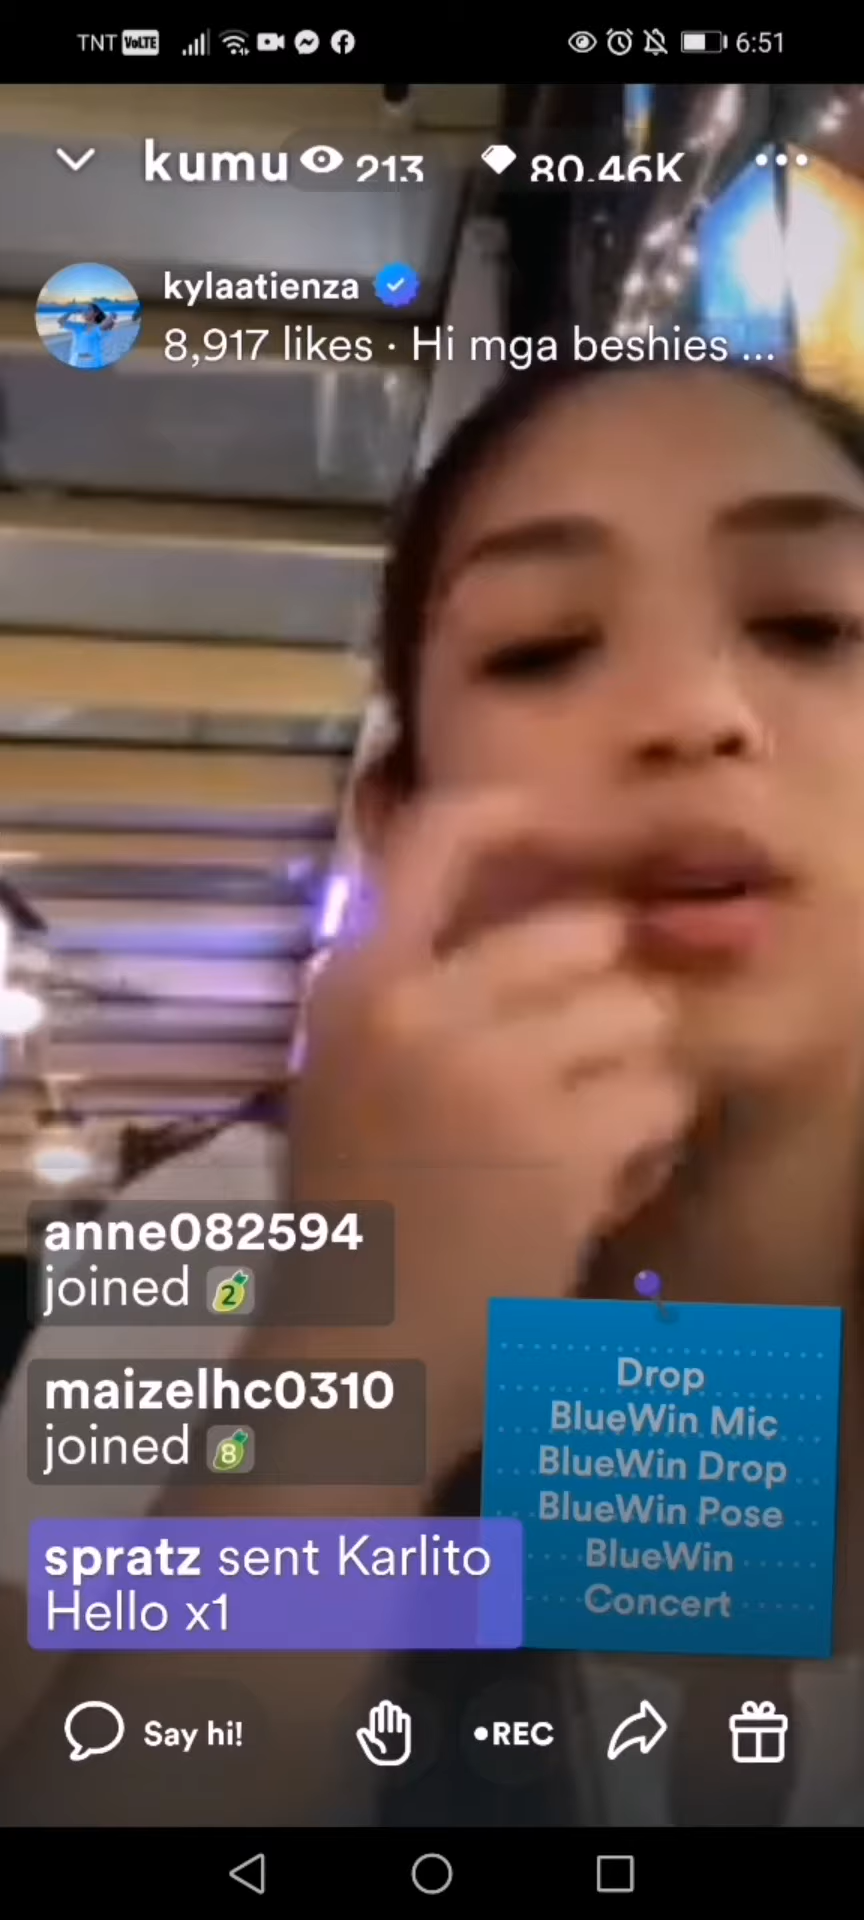 TNT VoLTE 6:51
kumu 213 80.46K
kylaatienza
8,917 likes · Hi mga beshies ...
anne082594
joined 2
maizelhc0310
joined 8
spratz sent Karlito
Hello x1
Drop
BlueWin Mic
BlueWin Drop
BlueWin Pose
BlueWin
Concert
Say hi! •REC